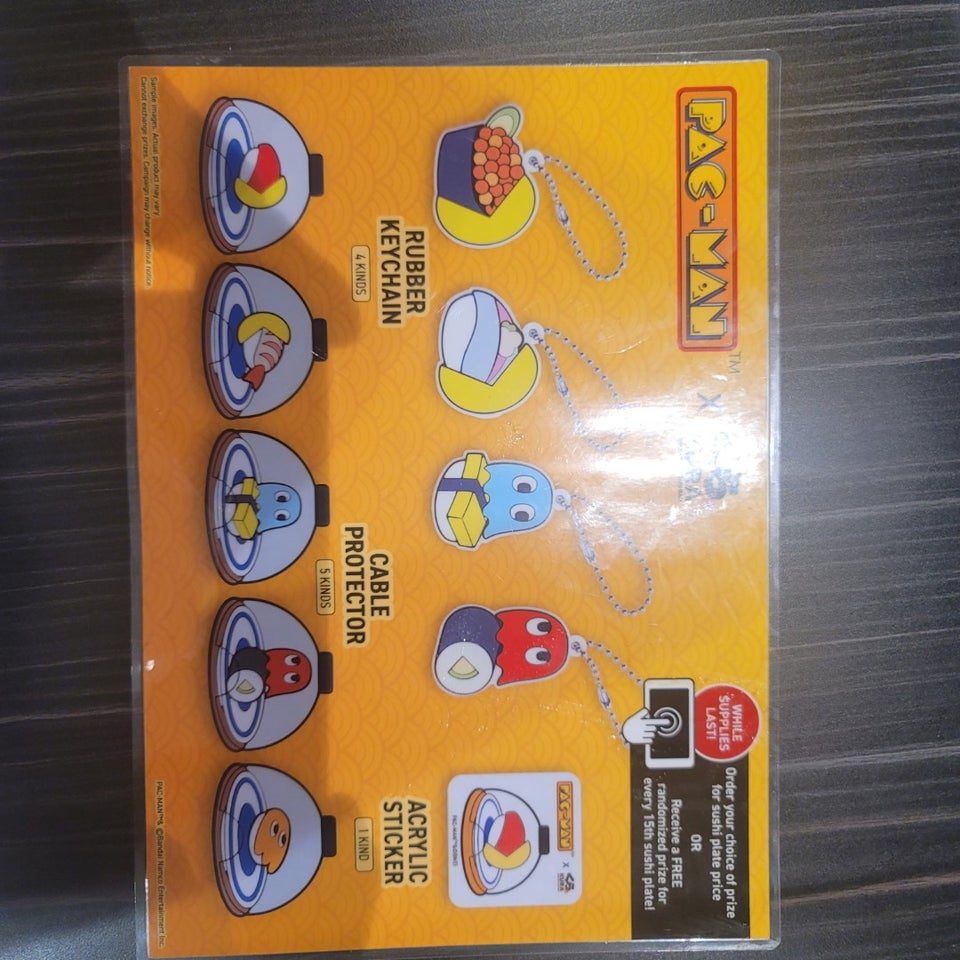 PAC-MAN™
X
WHILE
SUPPLIES
LAST!
Order your choice of prize
for sushi plate price
OR
Receive a FREE
randomized prize for
every 15th sushi plate!
RUBBER
KEYCHAIN
4 KINDS
PAC-MAN
X
KURA
ACRYLIC
STICKER
1 KIND
CABLE
PROTECTOR
5 KINDS
Sample images. Actual product may vary.
Cannot exchange prizes. Campaign may change without notice.
PAC-MAN™& ©Bandai Namco Entertainment Inc.